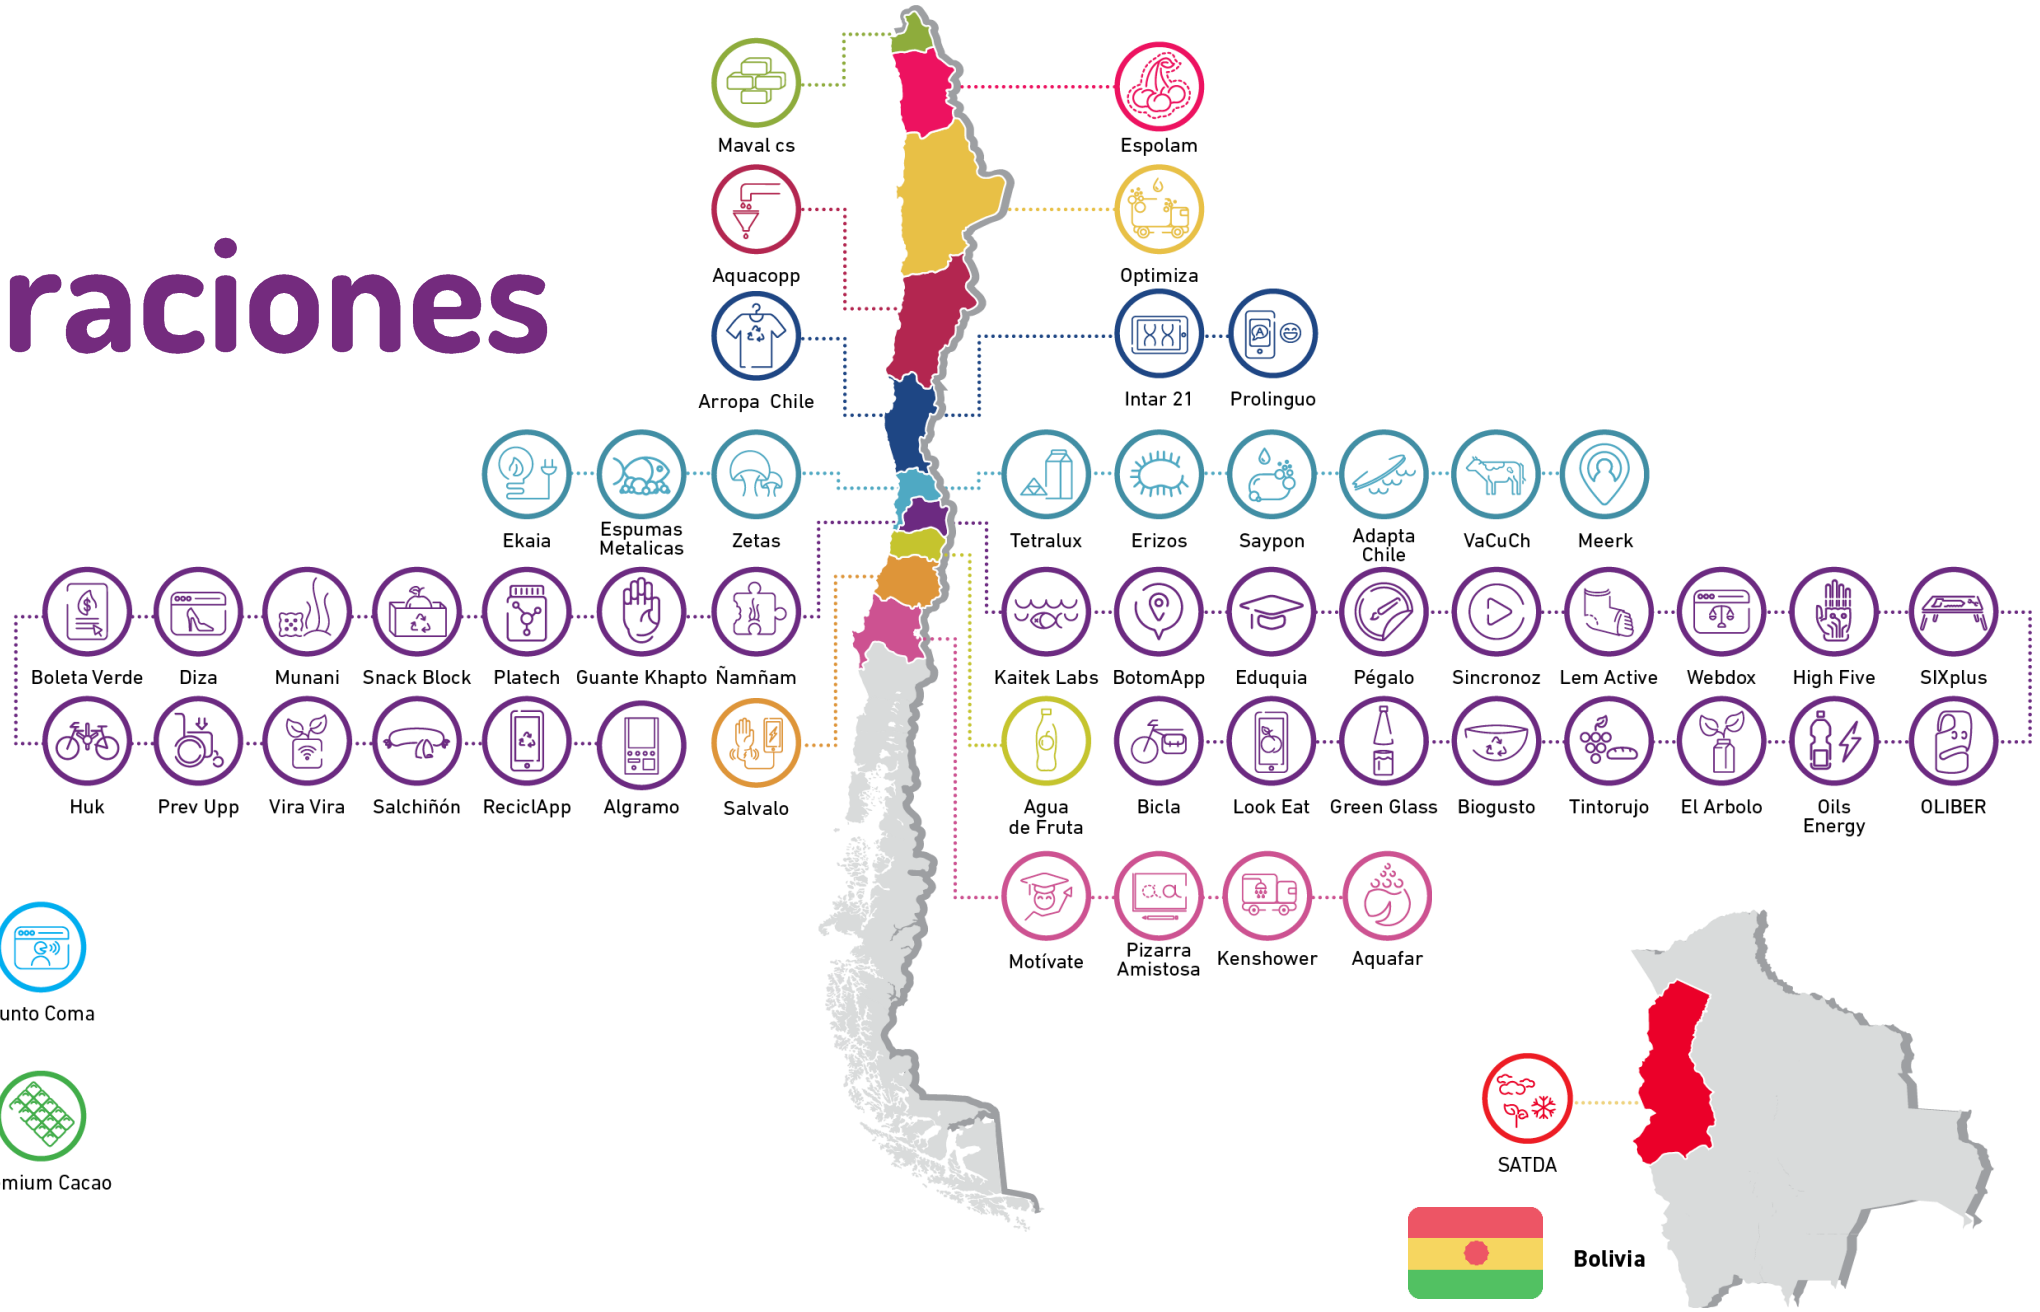 raciones
Maval cs
Espolam
Aquacopp
Optimiza
Arropa Chile
Intar 21
Prolinguo
Ekaia
Espumas
Metalicas
Zetas
Tetralux
Erizos
Saypon
Adapta
Chile
VaCuCh
Meerk
Boleta Verde
Diza
Munani
Snack Block
Platech
Guante Khapto
Ñamñam
Kaitek Labs
BotomApp
Eduquia
Pégalo
Sincronoz
Lem Active
Webdox
High Five
SIXplus
Huk
Prev Upp
Vira Vira
Salchiñón
ReciclApp
Algramo
Salvalo
Agua
de Fruta
Bicla
Look Eat
Green Glass
Biogusto
Tintorujo
El Arbolo
Oils
Energy
OLIBER
Motívate
Pizarra
Amistosa
Kenshower
Aquafar
unto Coma
mium Cacao
SATDA
Bolivia